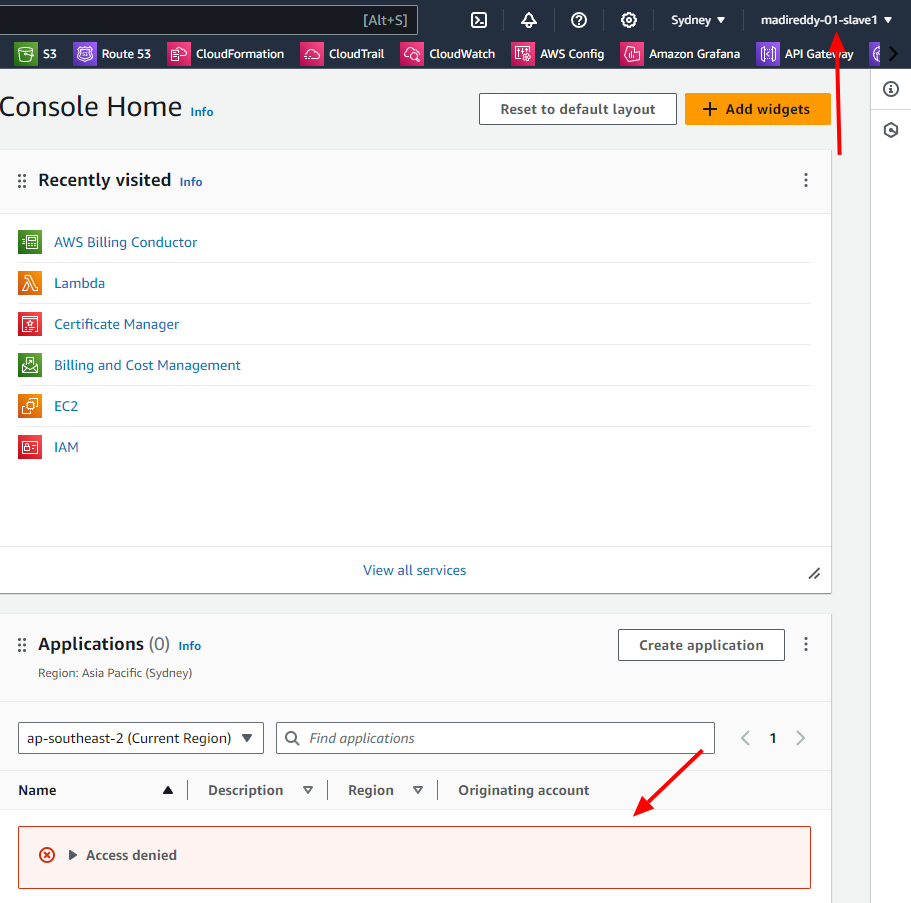 [Alt+S] Sydney madireddy-01-slave1
S3 Route 53 CloudFormation CloudTrail CloudWatch AWS Config Amazon Grafana API Gateway
Console Home Info Reset to default layout Add widgets
Recently visited Info
AWS Billing Conductor
Lambda
Certificate Manager
Billing and Cost Management
EC2
IAM
View all services
Applications (0) Info Create application
Region: Asia Pacific (Sydney)
ap-southeast-2 (Current Region) Find applications 1
Name Description Region Originating account
Access denied